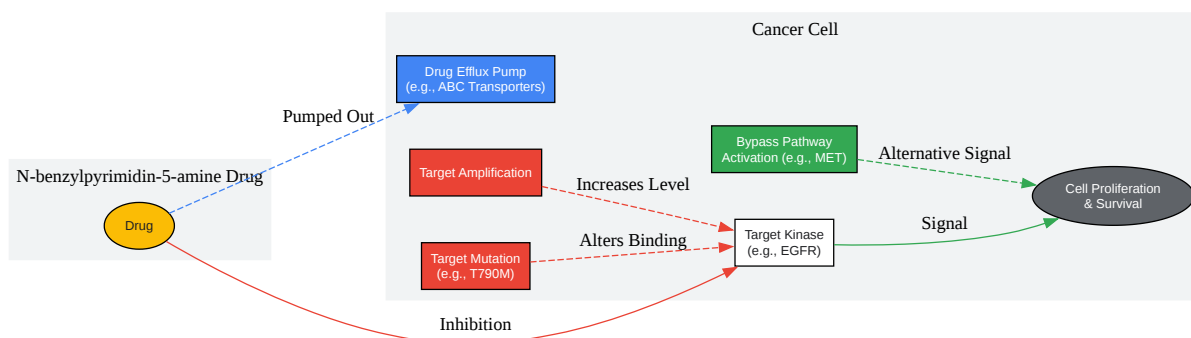 Cancer Cell
Drug Efflux Pump
(e.g., ABC Transporters)
Pumped Out
Bypass Pathway
Activation (e.g., MET)
Alternative Signal
N-benzylpyrimidin-5-amine Drug
Target Amplification
Increases Level
Cell Proliferation
& Survival
Drug
Target Mutation
(e.g., T790M)
Alters Binding
Target Kinase
(e.g., EGFR)
Signal
Inhibition